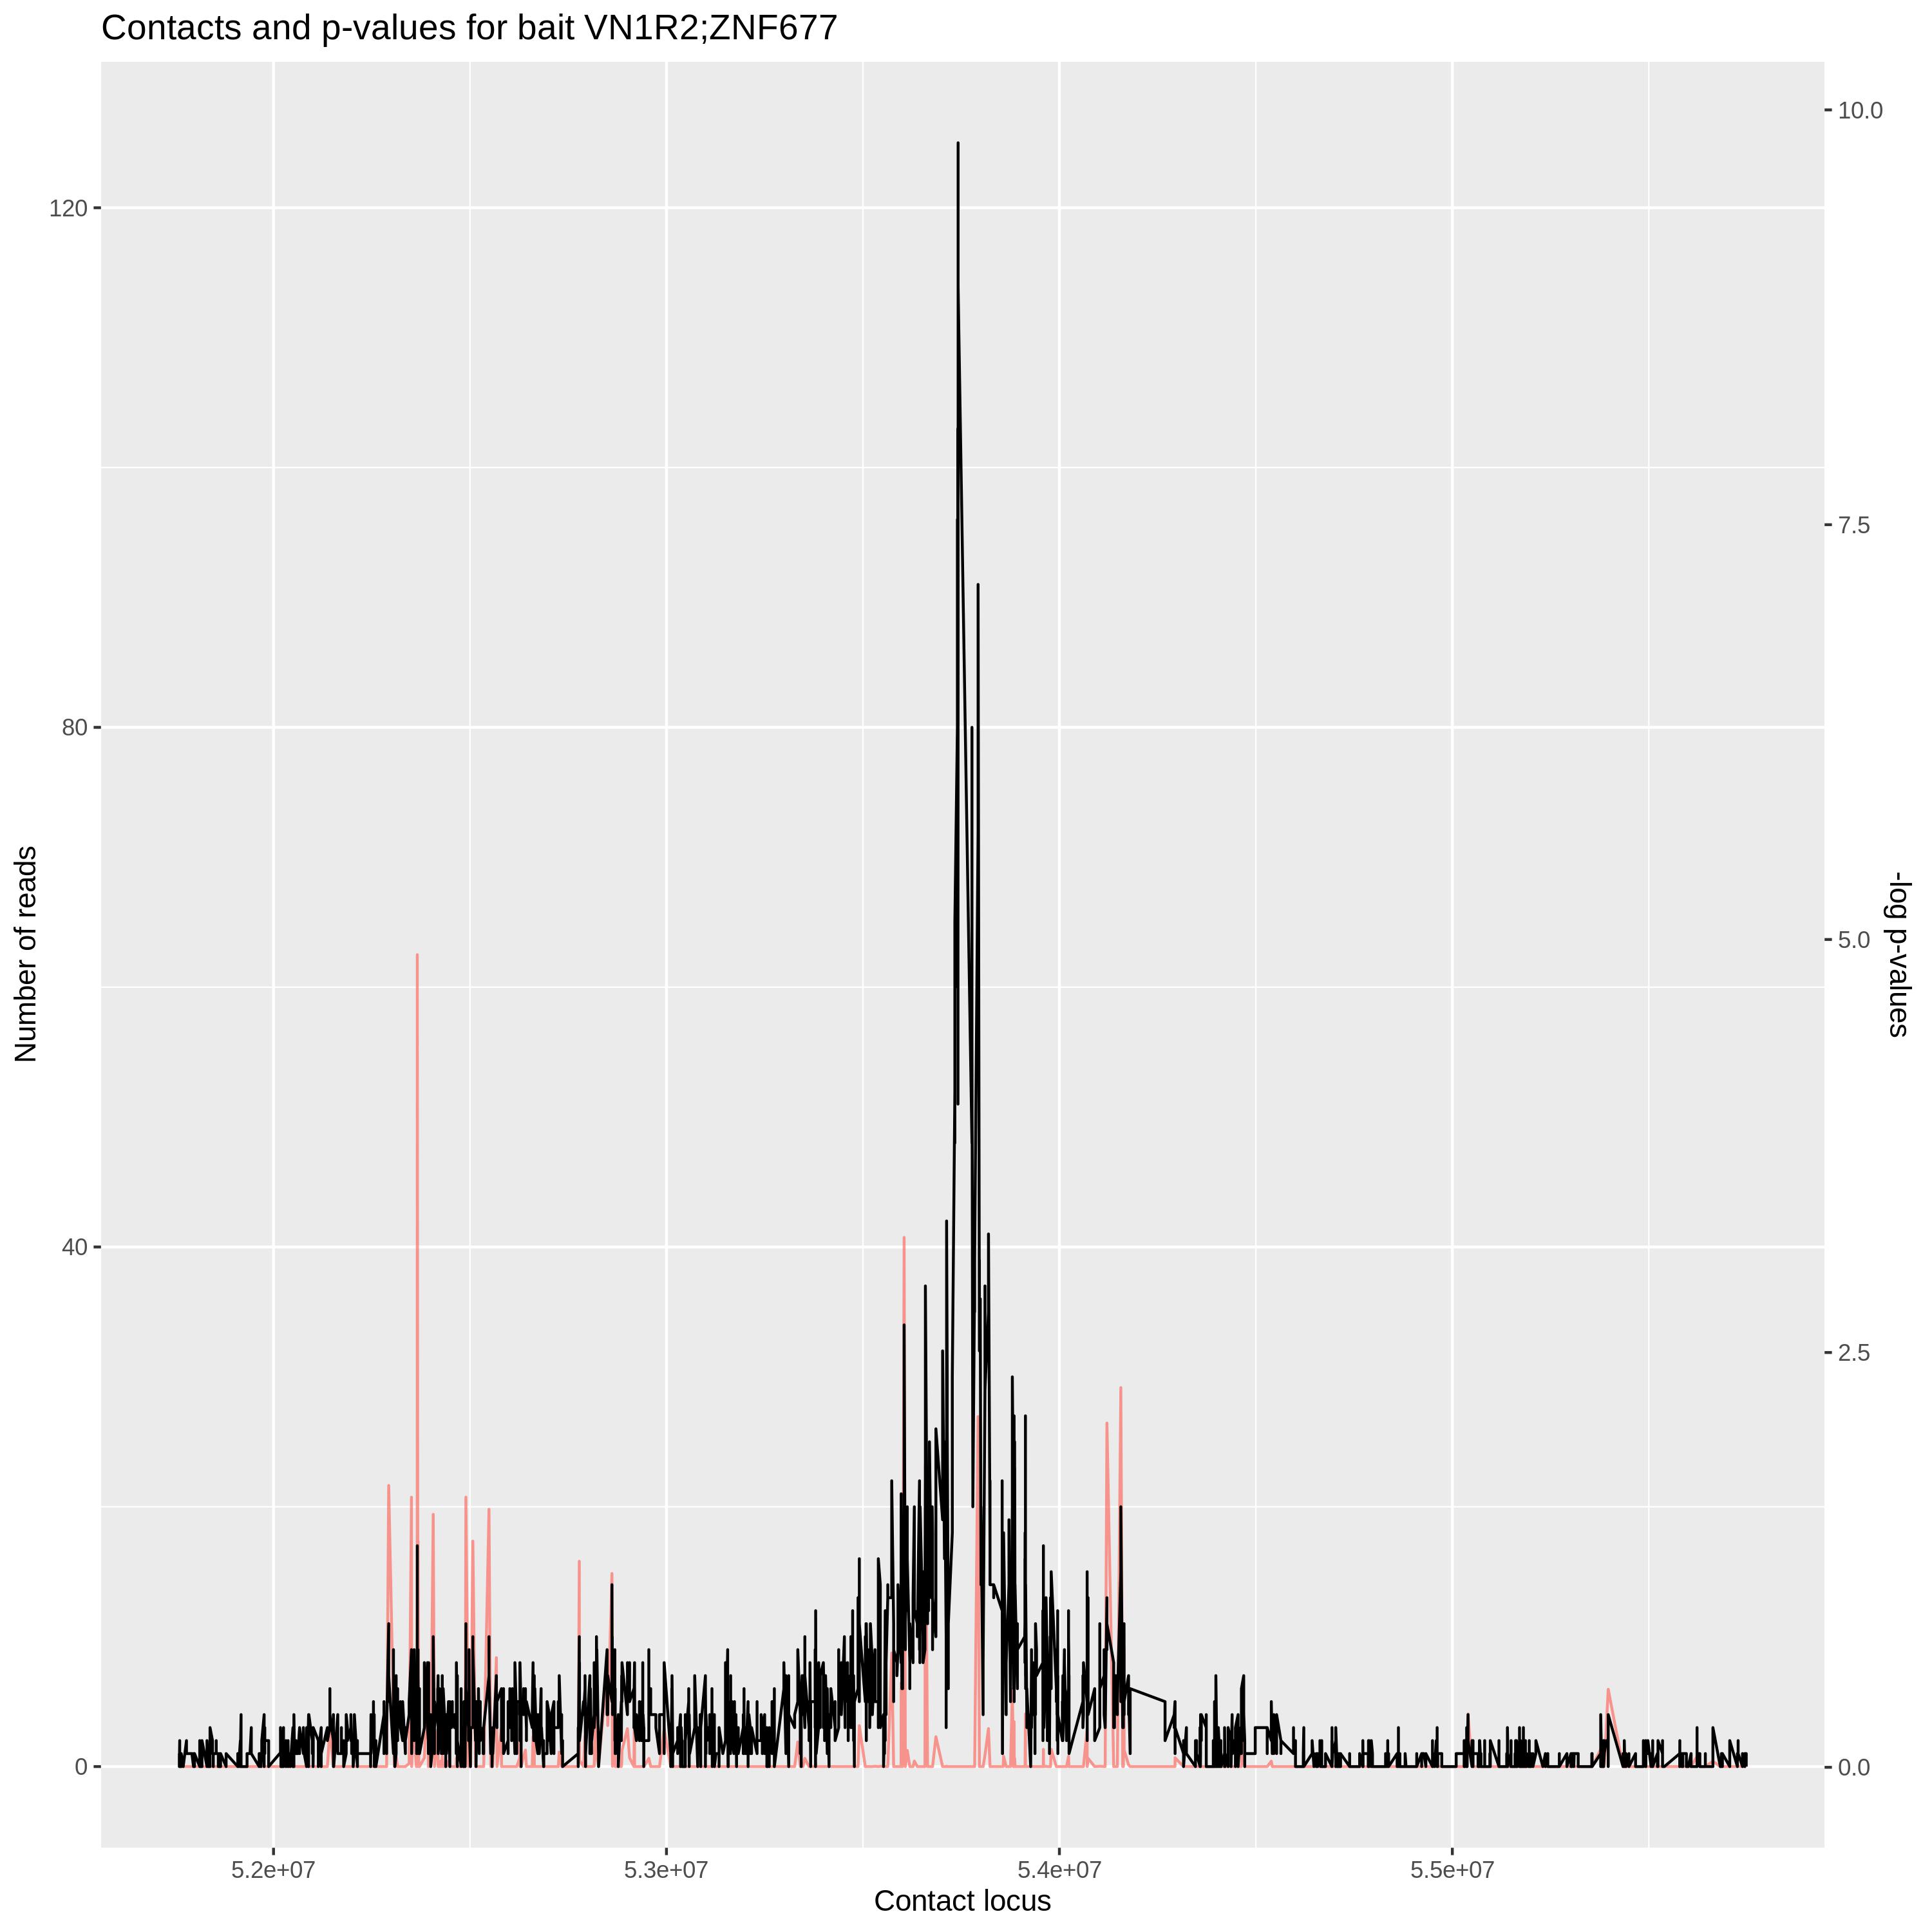 Contacts and p-values for bait VN1R2;ZNF677
120
80
40
0
Number of reads
10.0
7.5
5.0
2.5
0.0
-log p-values
5.2e+07
5.3e+07
5.4e+07
5.5e+07
Contact locus